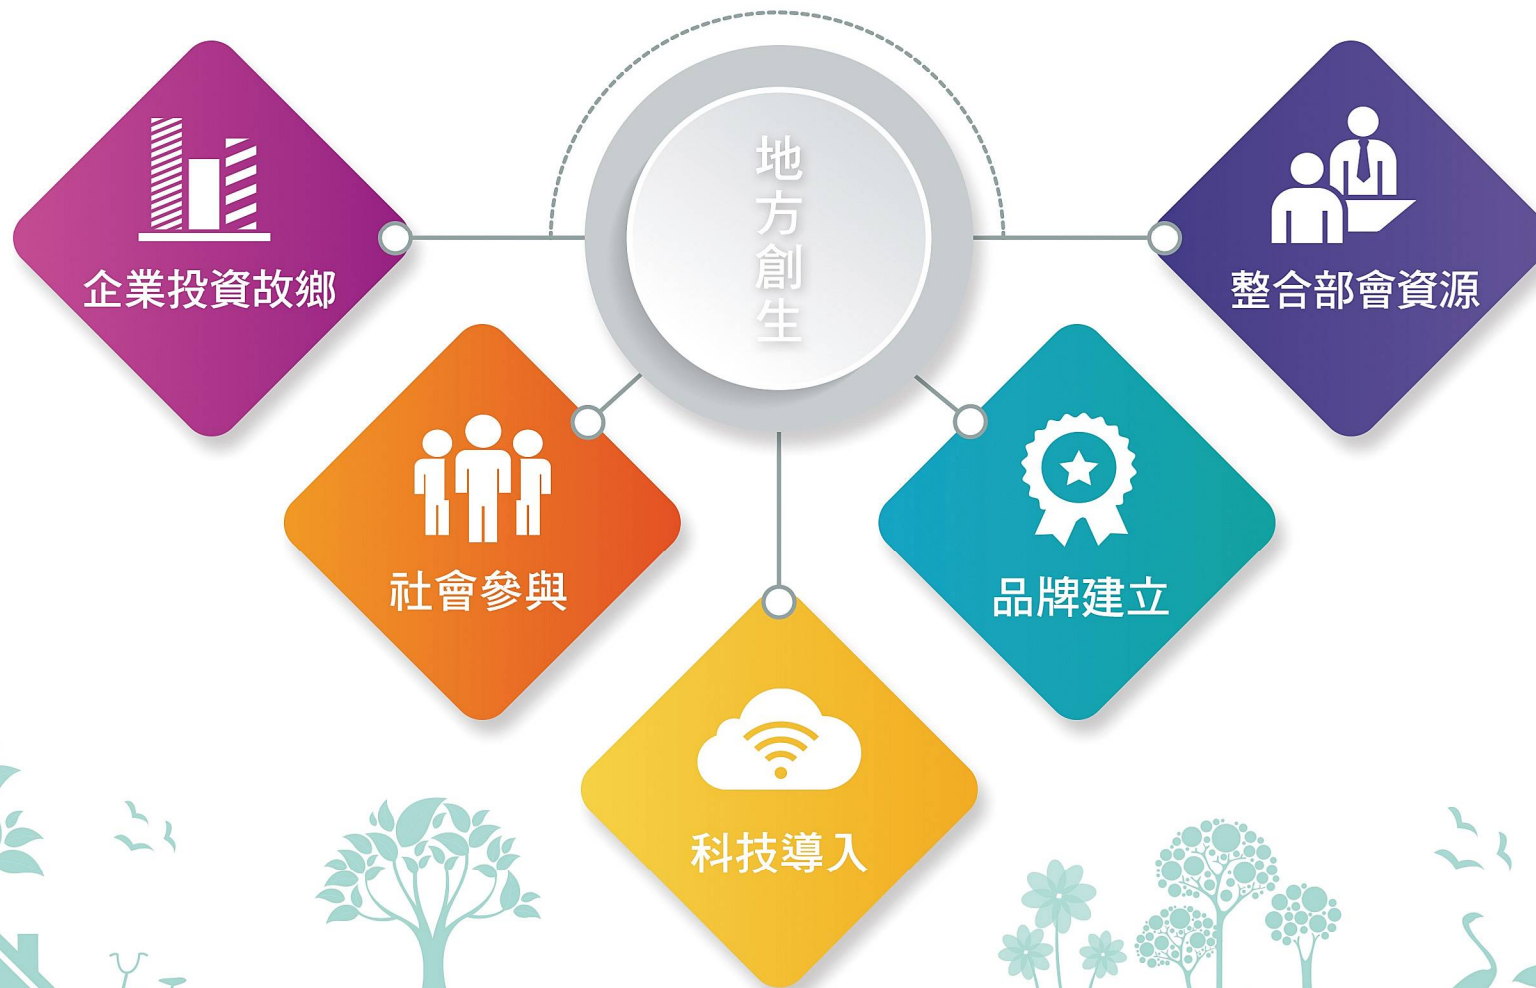 地方創生
企業投資故鄉
整合部會資源
社會參與
品牌建立
科技導入